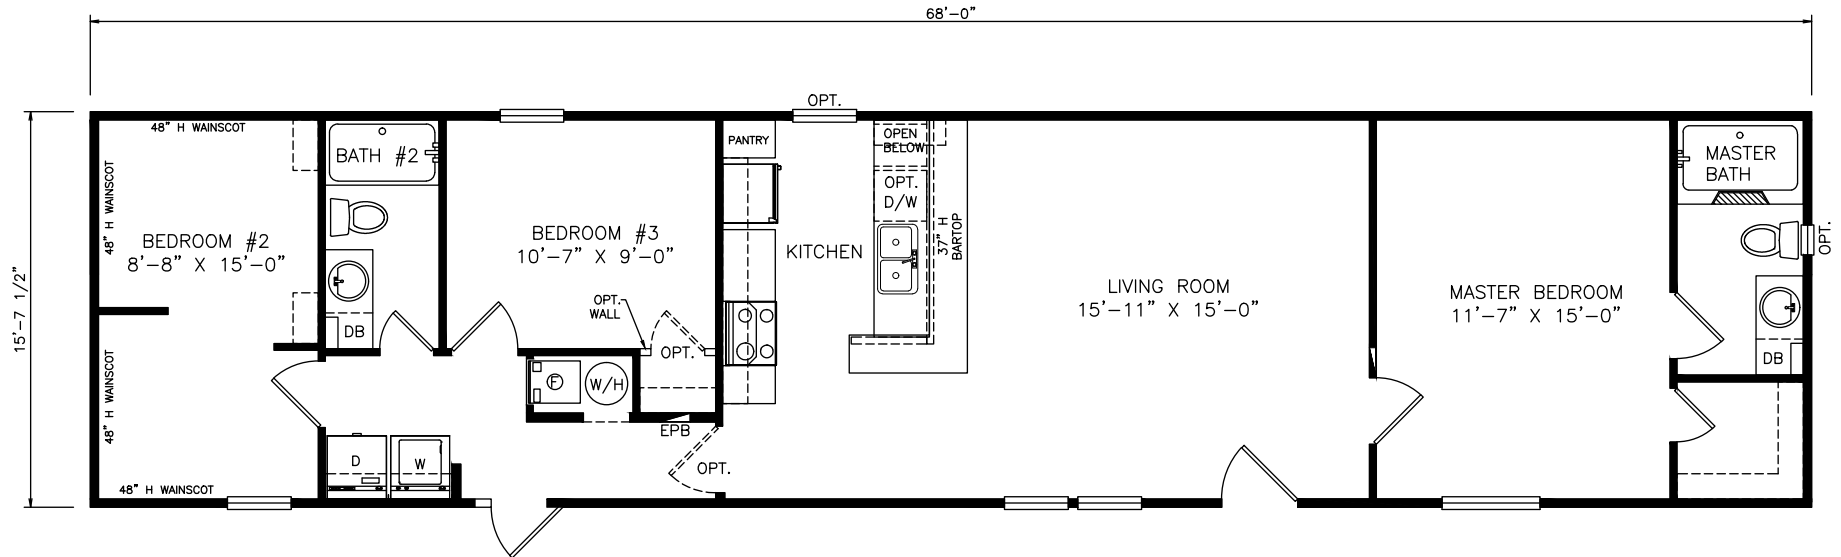 68'-0"
15'-7 1/2"
48" H WAINSCOT
48" H WAINSCOT
48" H WAINSCOT
48" H WAINSCOT
48" H WAINSCOT
BEDROOM #2
8'-8" X 15'-0"
BATH #2
DB
D
W
BEDROOM #3
10'-7" X 9'-0"
OPT.
WALL
OPT.
F
W/H
EPB
OPT.
OPT.
PANTRY
KITCHEN
OPEN
BELOW
OPT.
D/W
37" H
BARTOP
LIVING ROOM
15'-11" X 15'-0"
MASTER BEDROOM
11'-7" X 15'-0"
MASTER
BATH
OPT.
DB